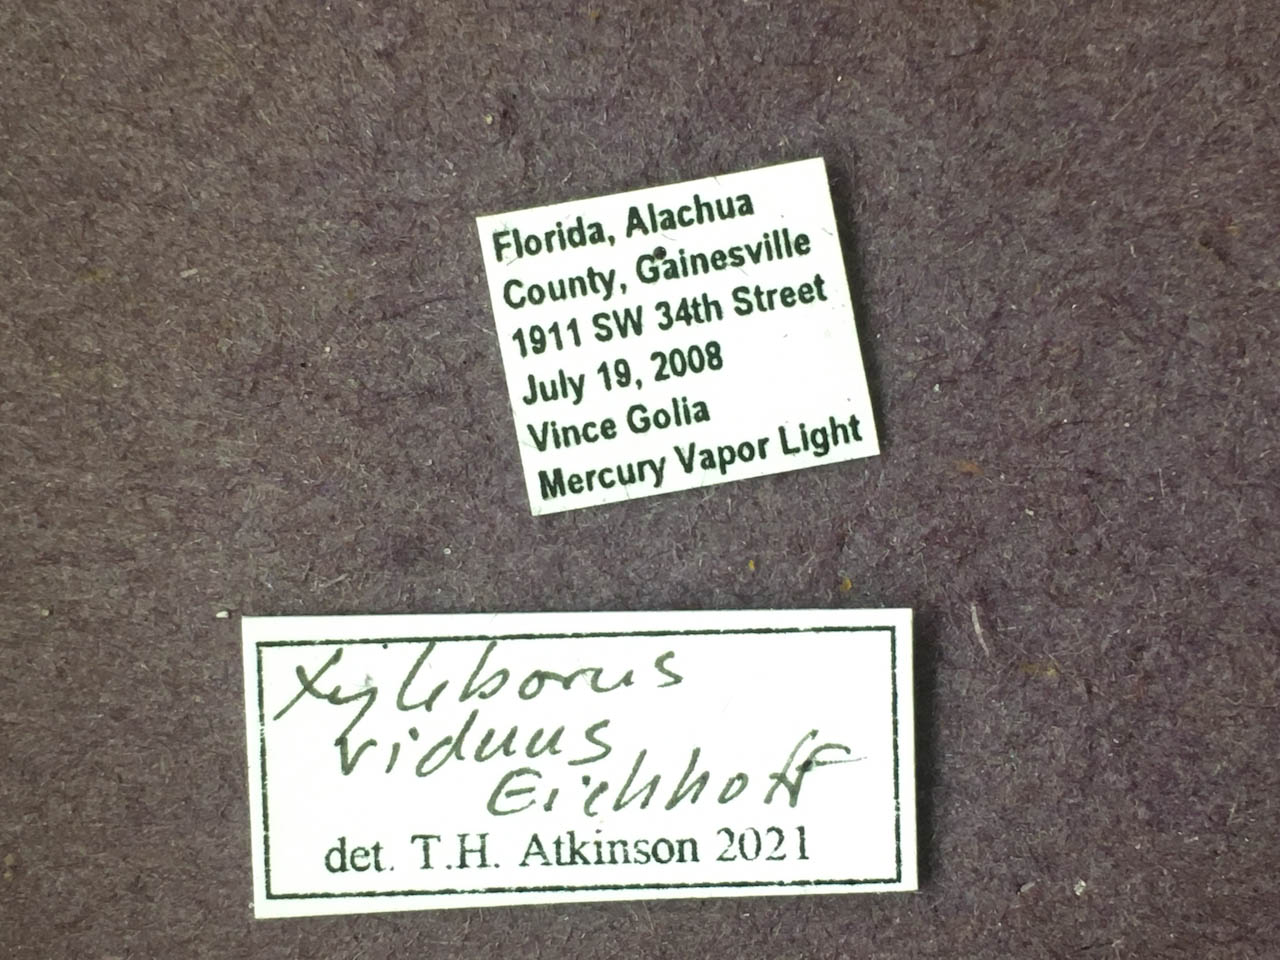 Florida, Alachua
County, Gainesville
1911 SW 34th Street
July 19, 2008
Vince Golia
Mercury Vapor Light
Xyleborus
viduus
Eichhoff
det. T.H. Atkinson 2021